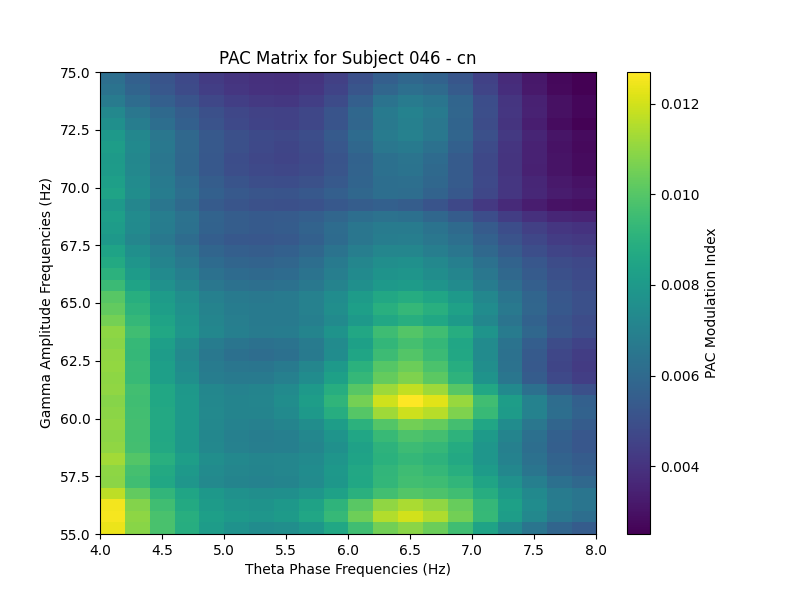 PAC Matrix for Subject 046 - cn
75.0
72.5
70.0
67.5
65.0
62.5
60.0
57.5
55.0
Gamma Amplitude Frequencies (Hz)
4.0 4.5 5.0 5.5 6.0 6.5 7.0 7.5 8.0
Theta Phase Frequencies (Hz)
0.012
0.010
0.008
0.006
0.004
PAC Modulation Index